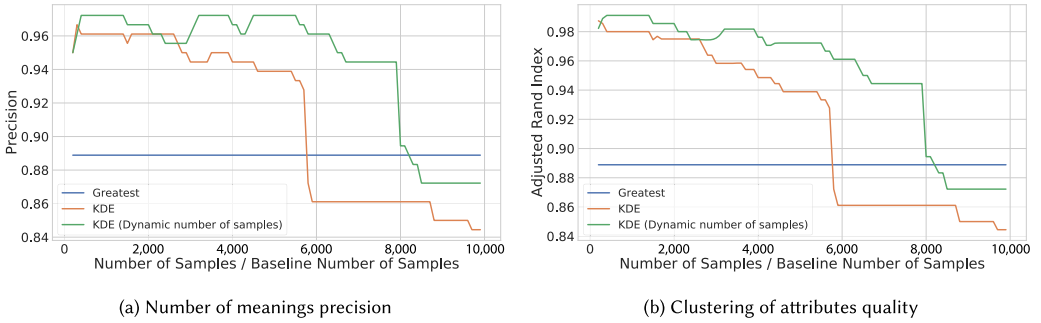 0.96
0.94
0.92
0.90
0.88
0.86
0.84
Precision
Greatest
KDE
KDE (Dynamic number of samples)
0 2,000 4,000 6,000 8,000 10,000
Number of Samples / Baseline Number of Samples
(a) Number of meanings precision
0.98
0.96
0.94
0.92
0.90
0.88
0.86
0.84
Adjusted Rand Index
Greatest
KDE
KDE (Dynamic number of samples)
0 2,000 4,000 6,000 8,000 10,000
Number of Samples / Baseline Number of Samples
(b) Clustering of attributes quality